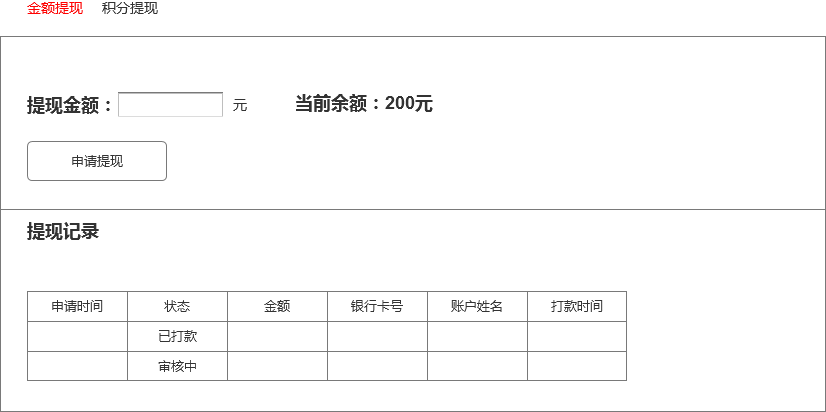 金额提现 积分提现
提现金额： 元 当前余额：200元
申请提现
提现记录
申请时间 状态 金额 银行卡号 账户姓名 打款时间
已打款
审核中